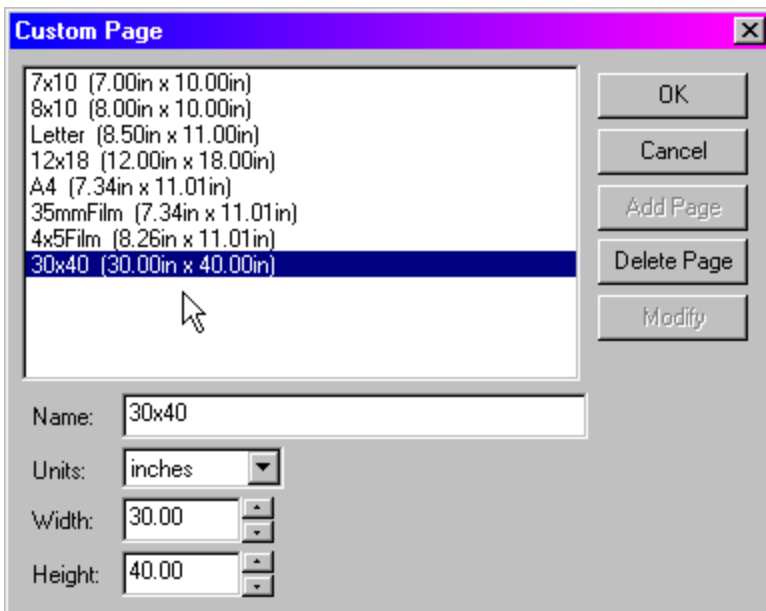 Custom Page
7x10 (7.00in x 10.00in)
8x10 (8.00in x 10.00in)
Letter (8.50in x 11.00in)
12x18 (12.00in x 18.00in)
A4 (7.34in x 11.01in)
35mmFilm (7.34in x 11.01in)
4x5Film (8.26in x 11.01in)
30x40 (30.00in x 40.00in)
OK
Cancel
Add Page
Delete Page
Modify
Name: 30x40
Units: inches
Width: 30.00
Height: 40.00